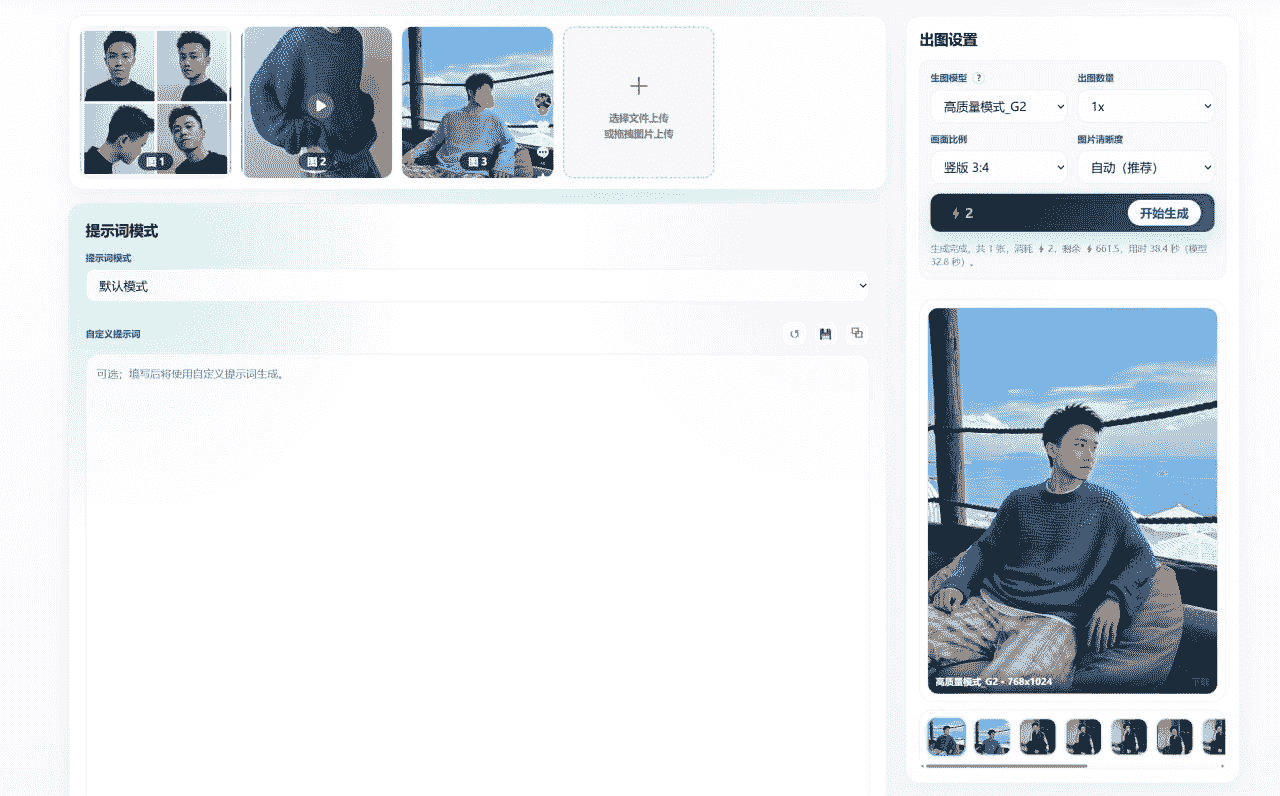 图 1
图 2
图 3
选择文件上传
或拖拽图片上传
提示词模式
提示词模式
默认模式
自定义提示词
可选；填写后将使用自定义提示词生成。
出图设置
生图模型 ?
出图数量
高质量模式_G2
1x
画面比例
图片清晰度
竖版 3:4
自动（推荐）
2
开始生成
生成完成，共 1 张，消耗 2，剩余 661.5，用时 38.4 秒（模型
32.8 秒）。
高质量模式_G2 • 768x1024
下载